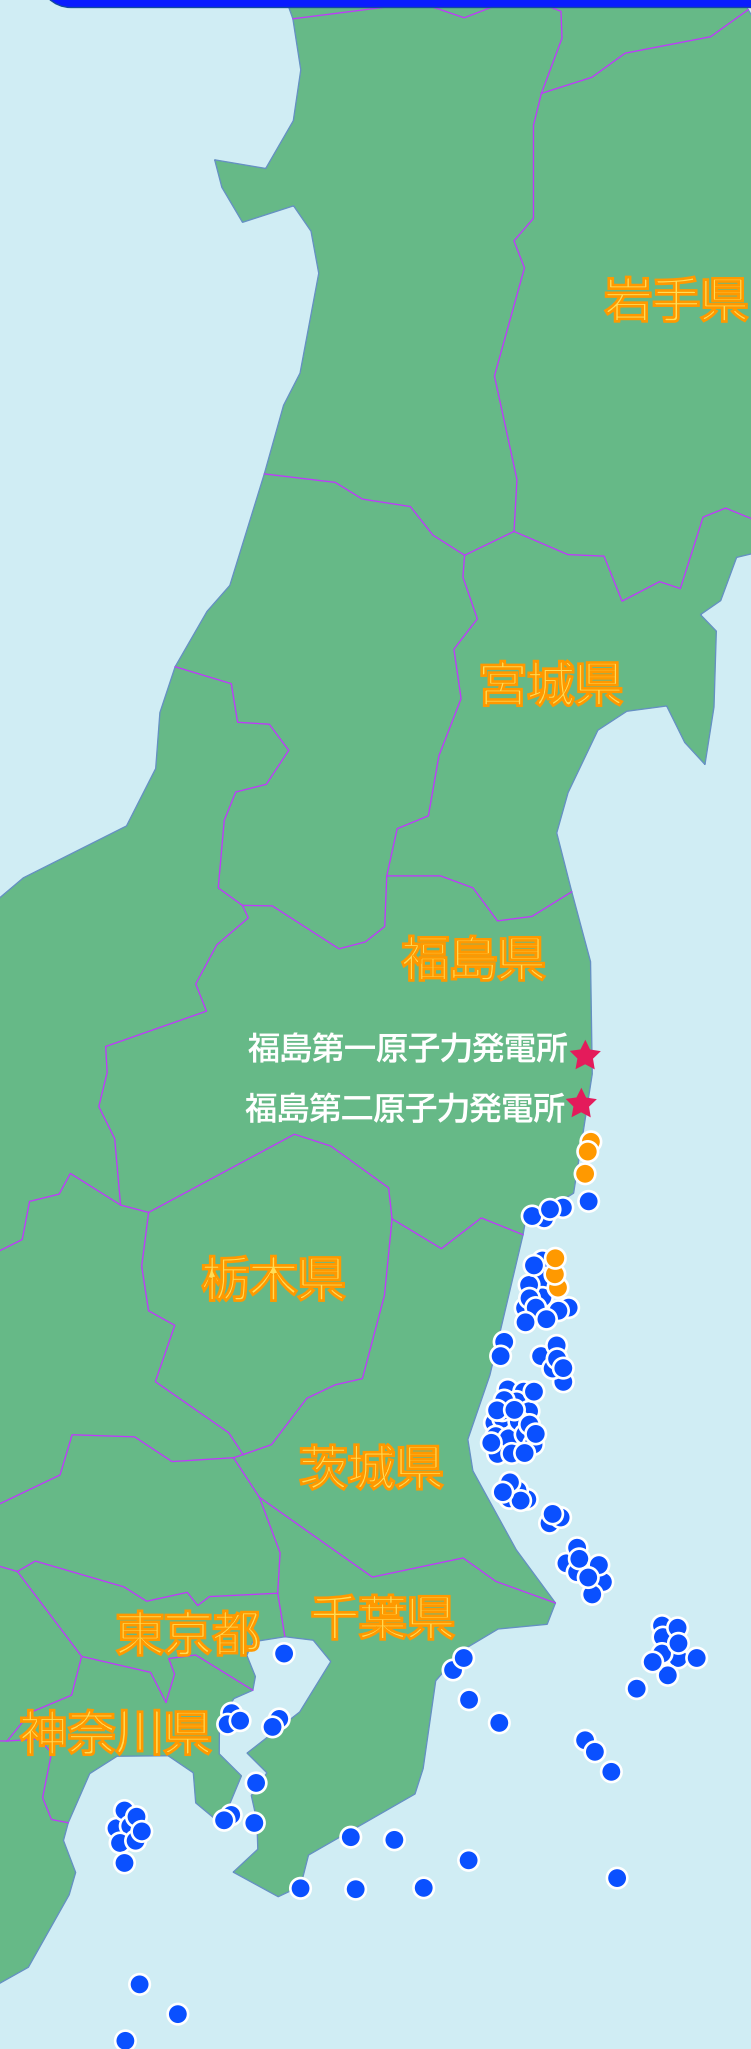 岩手県
宮城県
福島県
福島第一原子力発電所
福島第二原子力発電所
栃木県
茨城県
千葉県
東京都
神奈川県